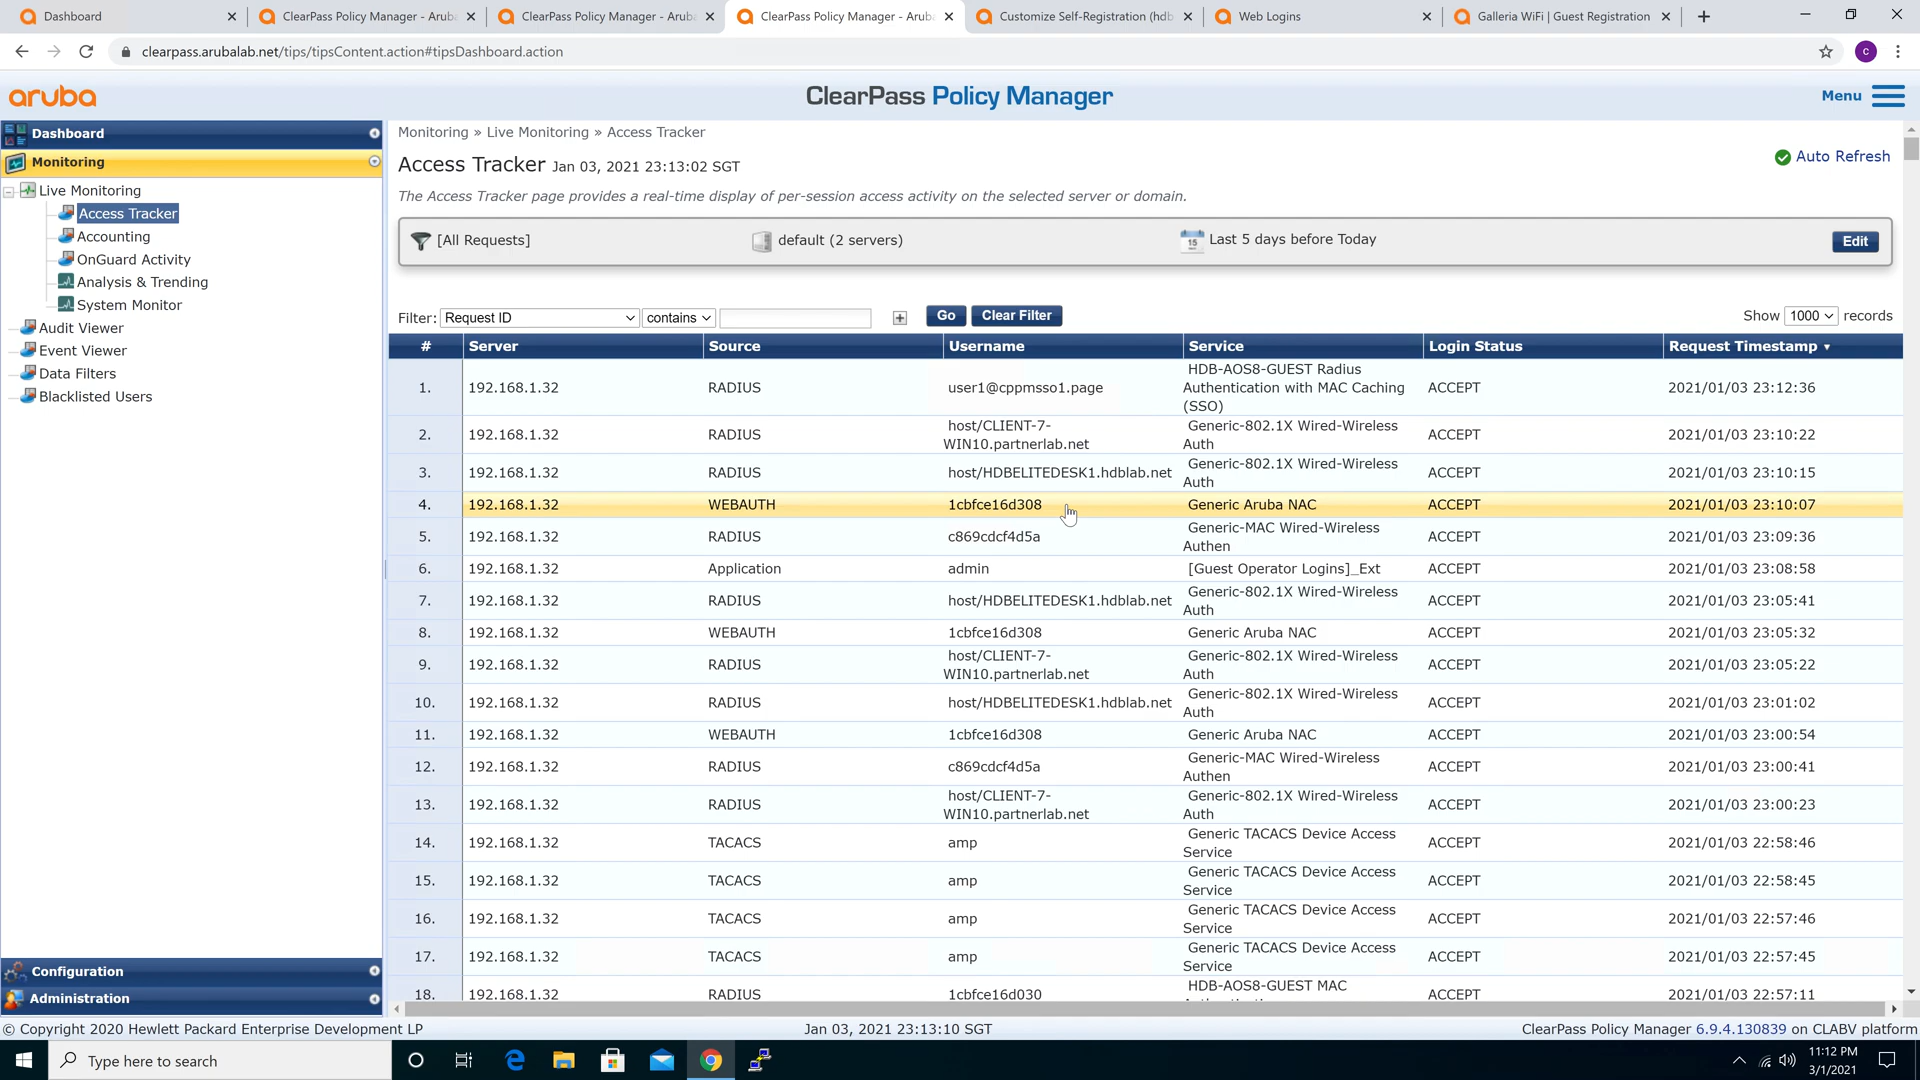 Dashboard
ClearPass Policy Manager - Aruba
ClearPass Policy Manager - Aruba
ClearPass Policy Manager - Aruba
Customize Self-Registration (hdb
Web Logins
Galleria WiFi | Guest Registration
clearpass.arubalab.net/tips/tipsContent.action#tipsDashboard.action
c
aruba
ClearPass Policy Manager
Menu
Dashboard
Monitoring
Live Monitoring
Access Tracker
Accounting
OnGuard Activity
Analysis & Trending
System Monitor
Audit Viewer
Event Viewer
Data Filters
Blacklisted Users
Configuration
Administration
Monitoring » Live Monitoring » Access Tracker
Access Tracker Jan 03, 2021 23:13:02 SGT
Auto Refresh
The Access Tracker page provides a real-time display of per-session access activity on the selected server or domain.
[All Requests]
default (2 servers)
15
Last 5 days before Today
Edit
Filter: Request ID contains
Go
Clear Filter
Show 1000 records
# Server Source Username Service Login Status Request Timestamp ▼
1. 192.168.1.32 RADIUS user1@cppmsso1.page HDB-AOS8-GUEST Radius Authentication with MAC Caching (SSO) ACCEPT 2021/01/03 23:12:36
2. 192.168.1.32 RADIUS host/CLIENT-7-WIN10.partnerlab.net Generic-802.1X Wired-Wireless Auth ACCEPT 2021/01/03 23:10:22
3. 192.168.1.32 RADIUS host/HDBELITEDESK1.hdblab.net Generic-802.1X Wired-Wireless Auth ACCEPT 2021/01/03 23:10:15
4. 192.168.1.32 WEBAUTH 1cbfce16d308 Generic Aruba NAC ACCEPT 2021/01/03 23:10:07
5. 192.168.1.32 RADIUS c869cdcf4d5a Generic-MAC Wired-Wireless Authen ACCEPT 2021/01/03 23:09:36
6. 192.168.1.32 Application admin [Guest Operator Logins]_Ext ACCEPT 2021/01/03 23:08:58
7. 192.168.1.32 RADIUS host/HDBELITEDESK1.hdblab.net Generic-802.1X Wired-Wireless Auth ACCEPT 2021/01/03 23:05:41
8. 192.168.1.32 WEBAUTH 1cbfce16d308 Generic Aruba NAC ACCEPT 2021/01/03 23:05:32
9. 192.168.1.32 RADIUS host/CLIENT-7-WIN10.partnerlab.net Generic-802.1X Wired-Wireless Auth ACCEPT 2021/01/03 23:05:22
10. 192.168.1.32 RADIUS host/HDBELITEDESK1.hdblab.net Generic-802.1X Wired-Wireless Auth ACCEPT 2021/01/03 23:01:02
11. 192.168.1.32 WEBAUTH 1cbfce16d308 Generic Aruba NAC ACCEPT 2021/01/03 23:00:54
12. 192.168.1.32 RADIUS c869cdcf4d5a Generic-MAC Wired-Wireless Authen ACCEPT 2021/01/03 23:00:41
13. 192.168.1.32 RADIUS host/CLIENT-7-WIN10.partnerlab.net Generic-802.1X Wired-Wireless Auth ACCEPT 2021/01/03 23:00:23
14. 192.168.1.32 TACACS amp Generic TACACS Device Access Service ACCEPT 2021/01/03 22:58:46
15. 192.168.1.32 TACACS amp Generic TACACS Device Access Service ACCEPT 2021/01/03 22:58:45
16. 192.168.1.32 TACACS amp Generic TACACS Device Access Service ACCEPT 2021/01/03 22:57:46
17. 192.168.1.32 TACACS amp Generic TACACS Device Access Service ACCEPT 2021/01/03 22:57:45
18. 192.168.1.32 RADIUS 1cbfce16d030 HDB-AOS8-GUEST MAC ACCEPT 2021/01/03 22:57:11
© Copyright 2020 Hewlett Packard Enterprise Development LP
Jan 03, 2021 23:13:10 SGT
ClearPass Policy Manager 6.9.4.130839 on CLABV platform
Type here to search
11:12 PM
3/1/2021